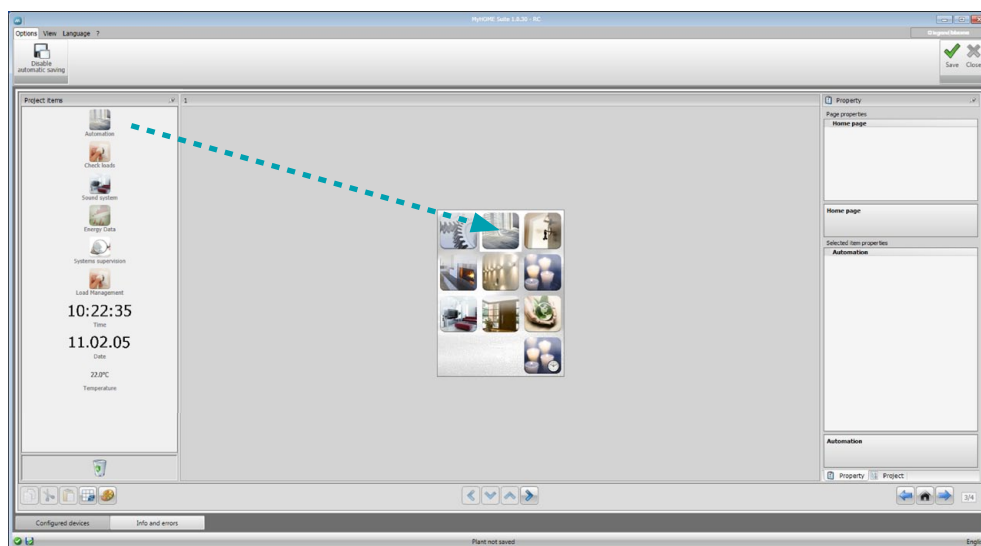 MyHOME Suite 1.0.30 - RC
Options View Language ?
Disable
automatic saving
Save Close
Project items
1
Property
Automation
Check loads
Sound system
Energy Data
Systems supervision
Load Management
10:22:35
Time
11.02.05
Date
22.0°C
Temperature
Page properties
Home page
Home page
Selected item properties
Automation
Automation
Property Project
3/4
Configured devices Info and errors
Plant not saved
Engli